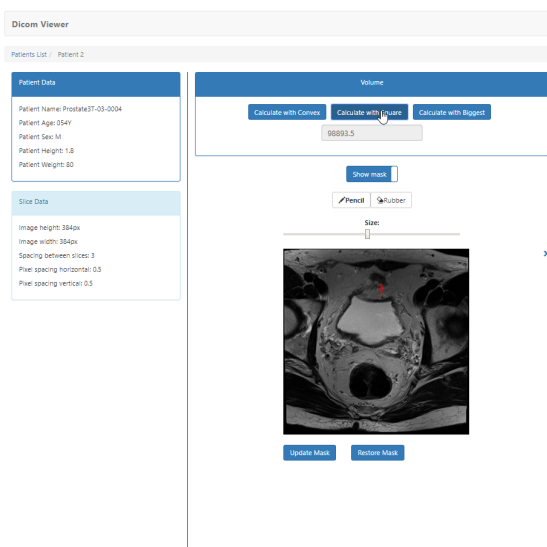 Dicom Viewer
Patients List / Patient 2
Patient Data
Patient Name: Prostate3T-03-0004
Patient Age: 054Y
Patient Sex: M
Patient Height: 1.8
Patient Weight: 80
Slice Data
Image height: 384px
Image width: 384px
Spacing between slices: 3
Pixel spacing horizontal: 0.5
Pixel spacing vertical: 0.5
Volume
Calculate with Convex Calculate with Square Calculate with Biggest
98893.5
Show mask
Pencil Rubber
Size:
Update Mask Restore Mask